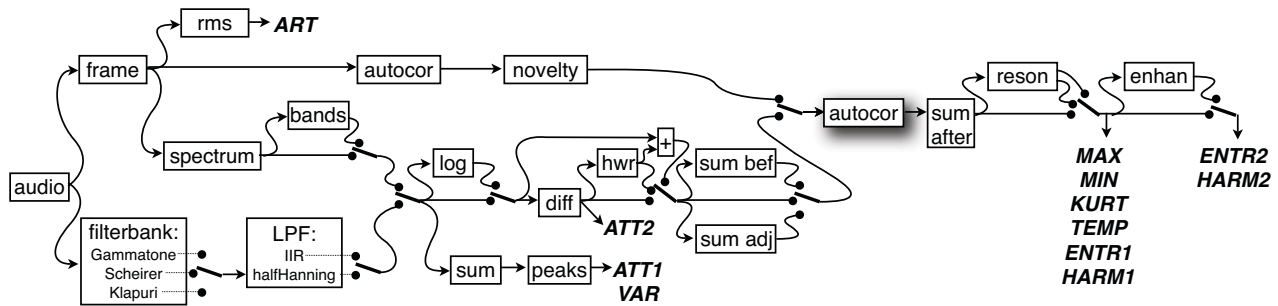 rms
ART
frame
autocor
novelty
reson
enhan
bands
autocor
sum
after
spectrum
log
+
hwr
sum bef
MAX
MIN
KURT
TEMP
ENTR1
HARM1
ENTR2
HARM2
audio
diff
ATT2
sum adj
filterbank:
Gammatone
Scheirer
Klapuri
LPF:
IIR
halfHanning
sum
peaks
ATT1
VAR